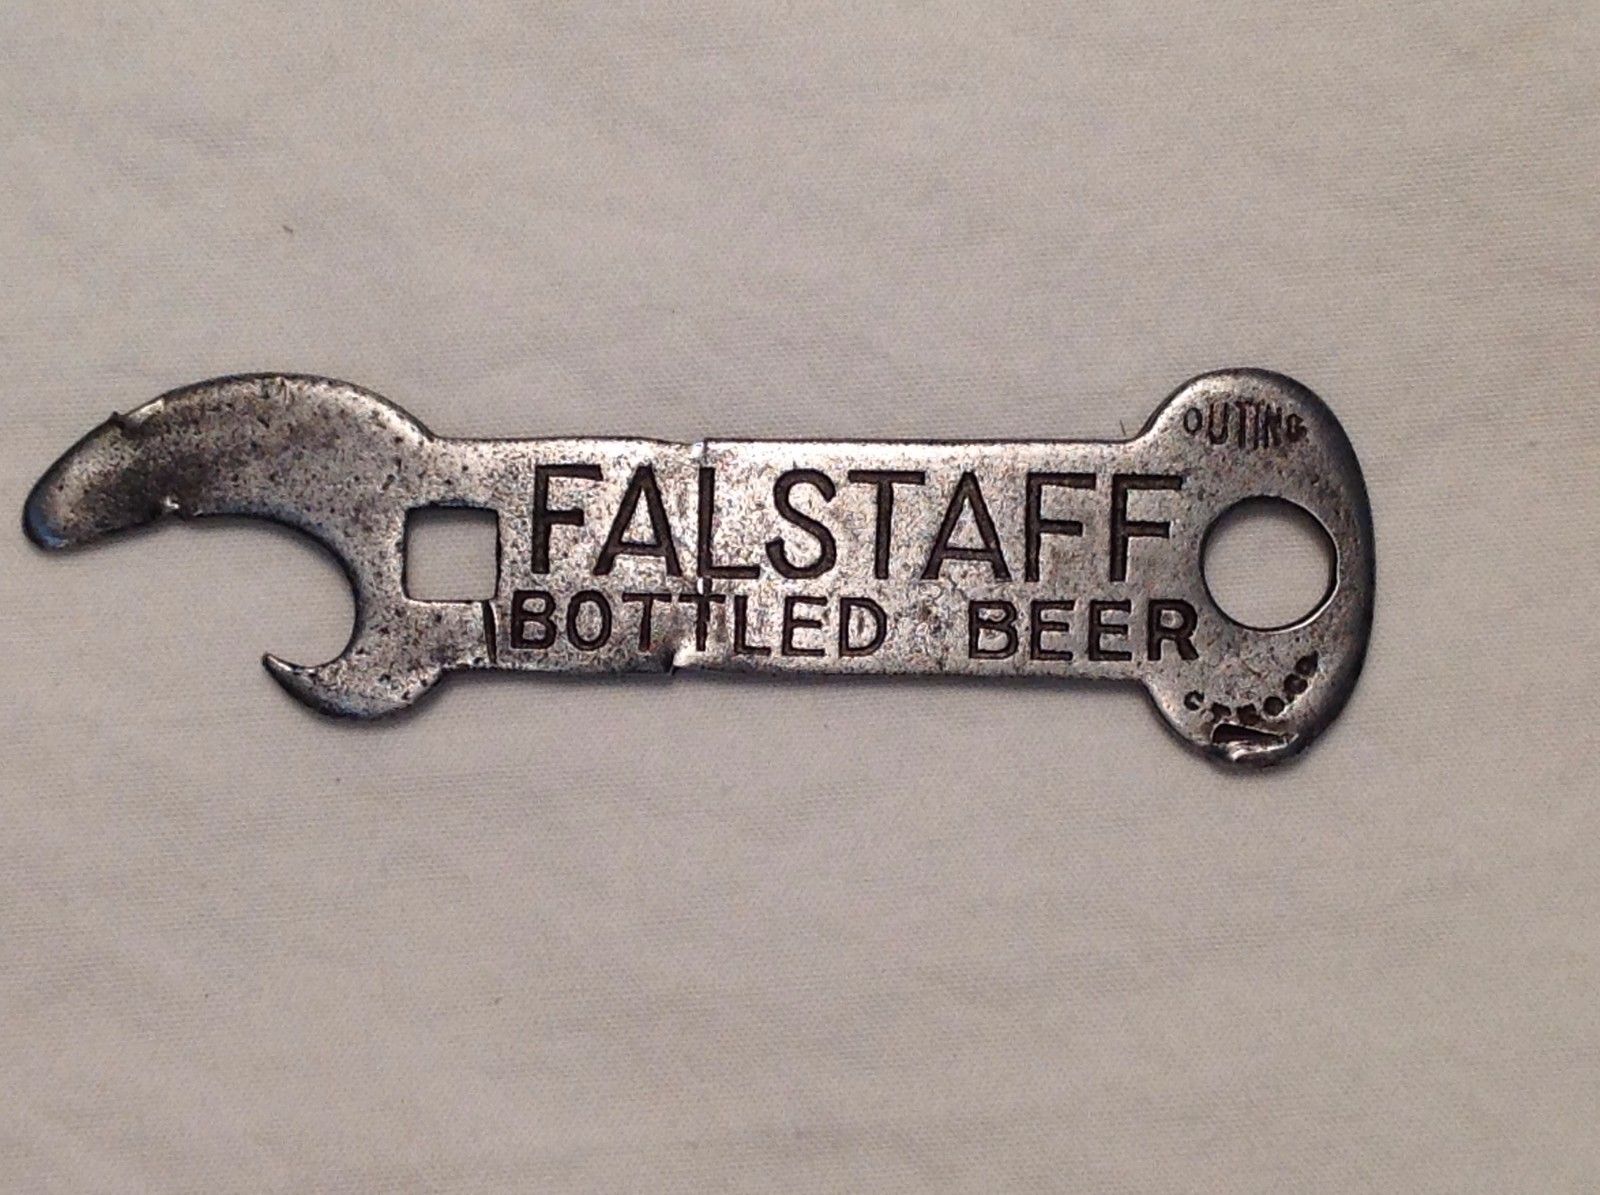 OUTING
FALSTAFF
BOTTLED BEER